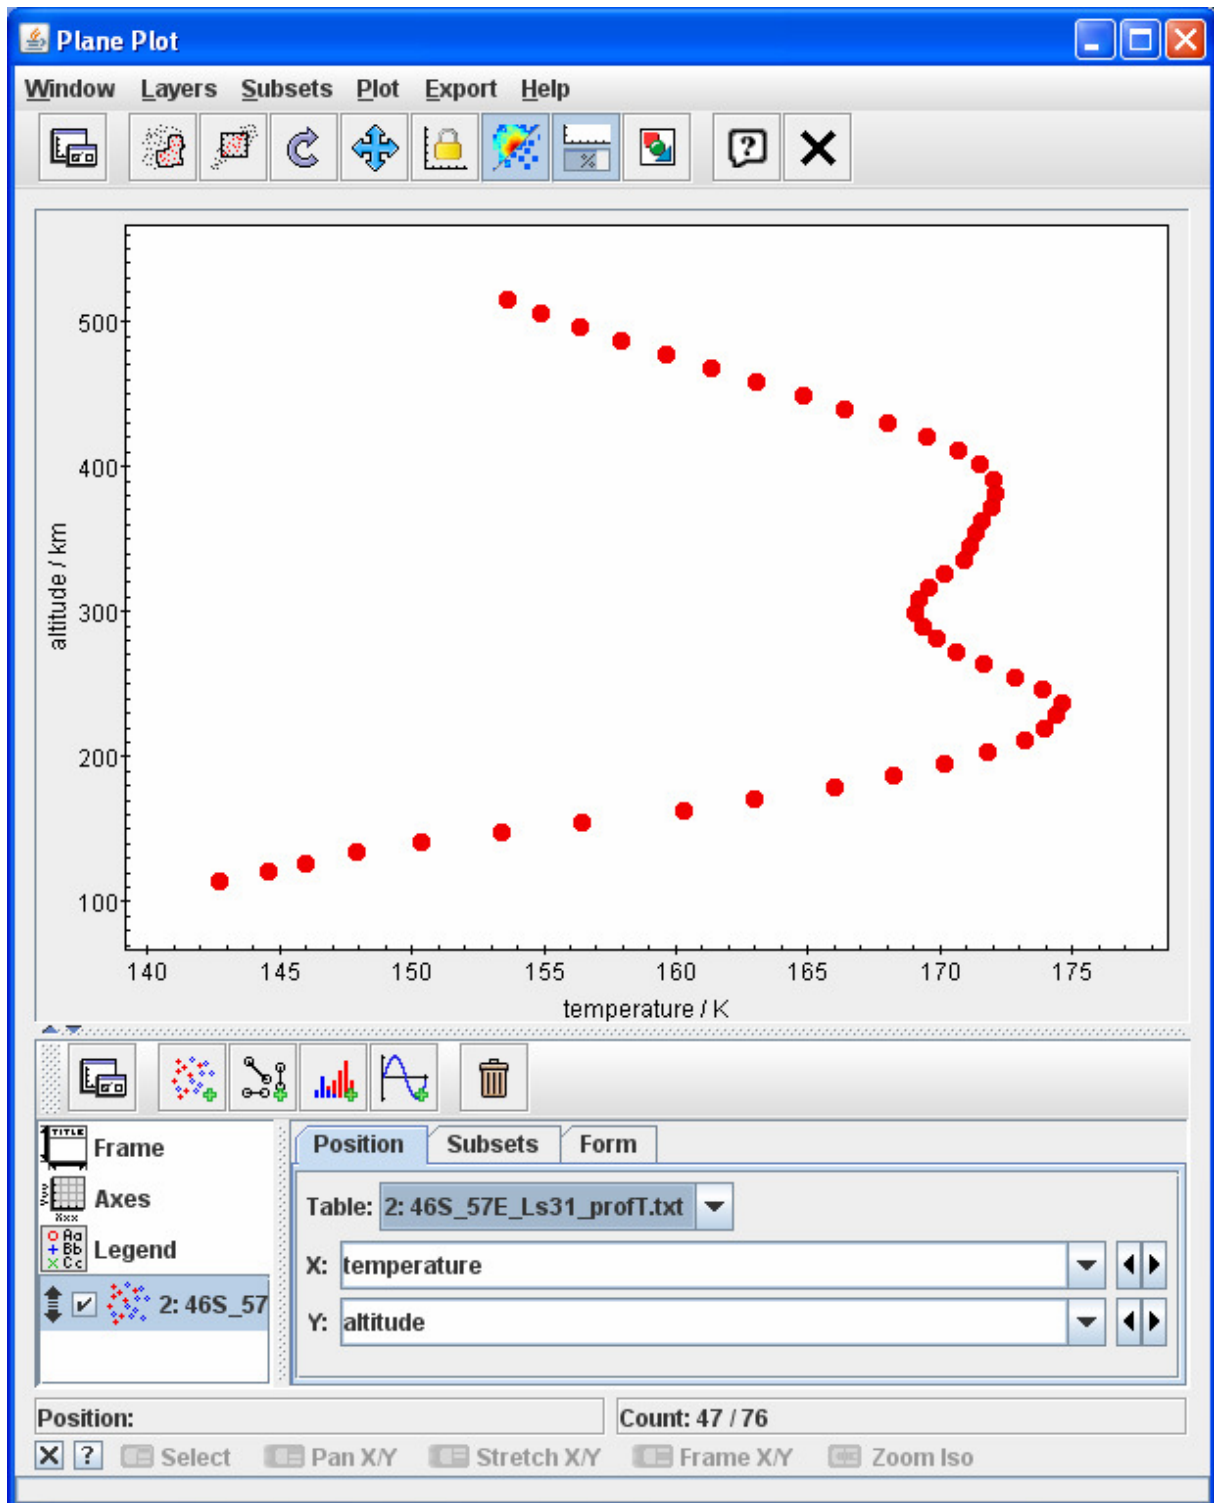 Plane Plot
Window Layers Subsets Plot Export Help
500
400
300
200
100
altitude / km
140 145 150 155 160 165 170 175
temperature / K
Frame
Axes
Legend
2: 46S_57
Position Subsets Form
Table: 2: 46S_57E_Ls31_profT.txt
X: temperature
Y: altitude
Position:
Count: 47 / 76
Select Pan X/Y Stretch X/Y Frame X/Y Zoom Iso